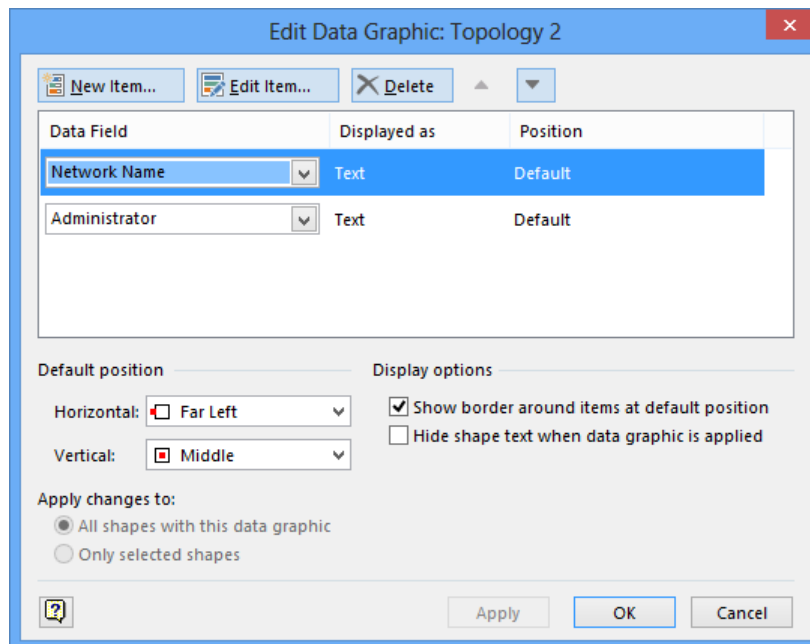 Edit Data Graphic: Topology 2
New Item... Edit Item... Delete
Data Field Displayed as Position
Network Name Text Default
Administrator Text Default
Default position Display options
Horizontal: Far Left Show border around items at default position
Hide shape text when data graphic is applied
Vertical: Middle
Apply changes to:
All shapes with this data graphic
Only selected shapes
? Apply OK Cancel